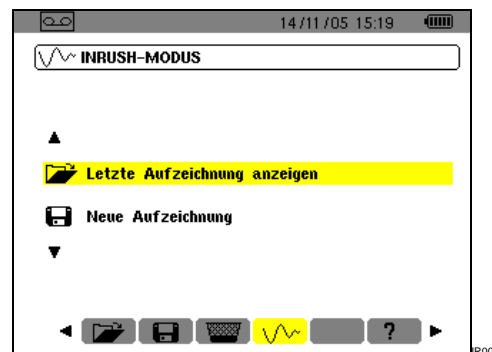 14/11/05 15:19
INRUSH-MODUS
Letzte Aufzeichnung anzeigen
Neue Aufzeichnung
?